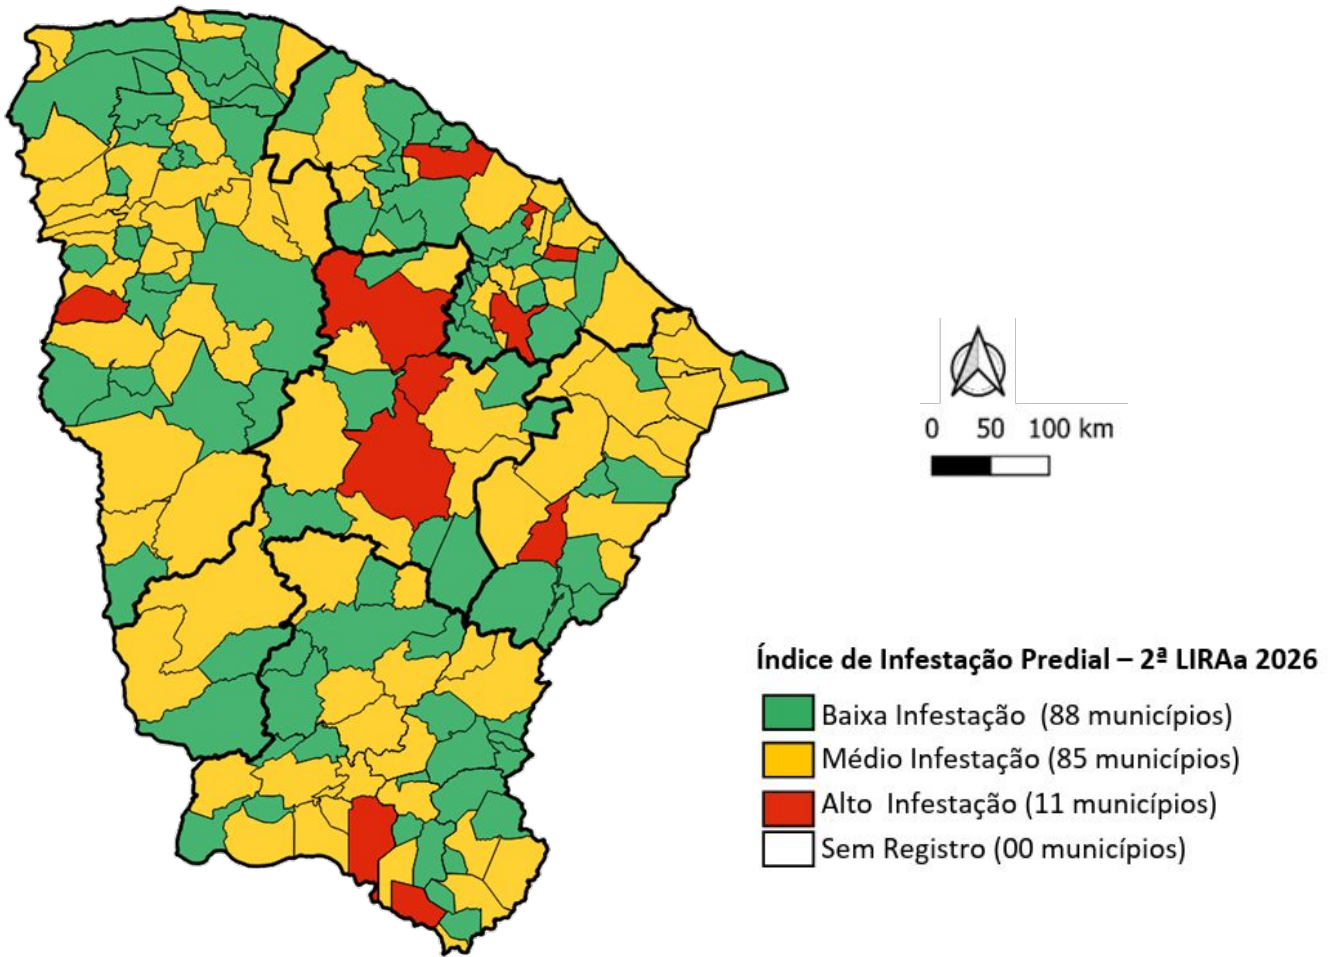 0 50 100 km
Índice de Infestação Predial – 2ª LIRAa 2026
Baixa Infestação (88 municípios)
Médio Infestação (85 municípios)
Alto Infestação (11 municípios)
Sem Registro (00 municípios)